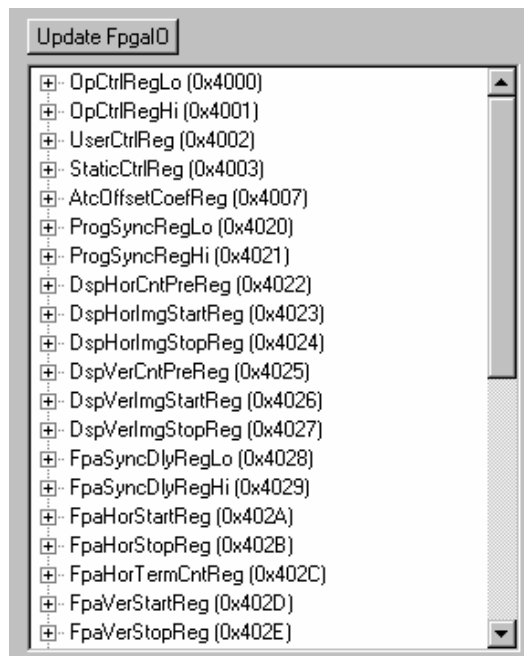 Update FpgaIO
OpCtrlRegLo (0x4000)
OpCtrlRegHi (0x4001)
UserCtrlReg (0x4002)
StaticCtrlReg (0x4003)
AtcOffsetCoefReg (0x4007)
ProgSyncRegLo (0x4020)
ProgSyncRegHi (0x4021)
DspHorCntPreReg (0x4022)
DspHorImgStartReg (0x4023)
DspHorImgStopReg (0x4024)
DspVerCntPreReg (0x4025)
DspVerImgStartReg (0x4026)
DspVerImgStopReg (0x4027)
FpaSyncDlyRegLo (0x4028)
FpaSyncDlyRegHi (0x4029)
FpaHorStartReg (0x402A)
FpaHorStopReg (0x402B)
FpaHorTermCntReg (0x402C)
FpaVerStartReg (0x402D)
FpaVerStopReg (0x402E)